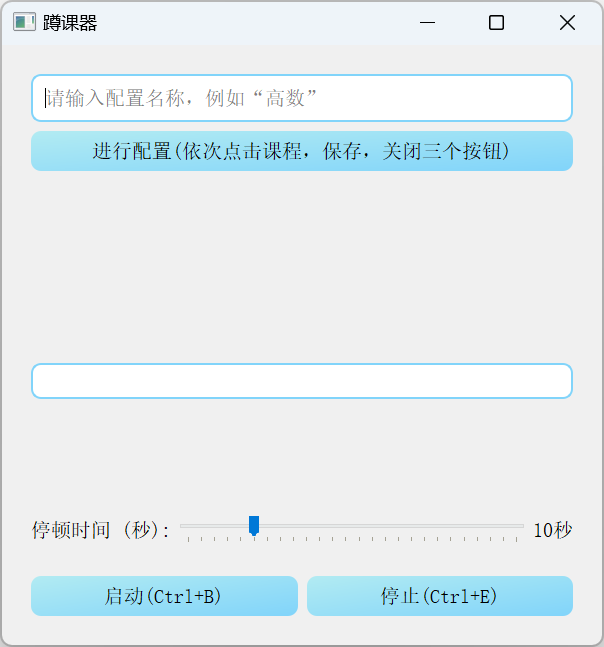 蹲课器
请输入配置名称，例如“高数”
进行配置(依次点击课程，保存，关闭三个按钮)
停顿时间 (秒): 10秒
启动(Ctrl+B) 停止(Ctrl+E)